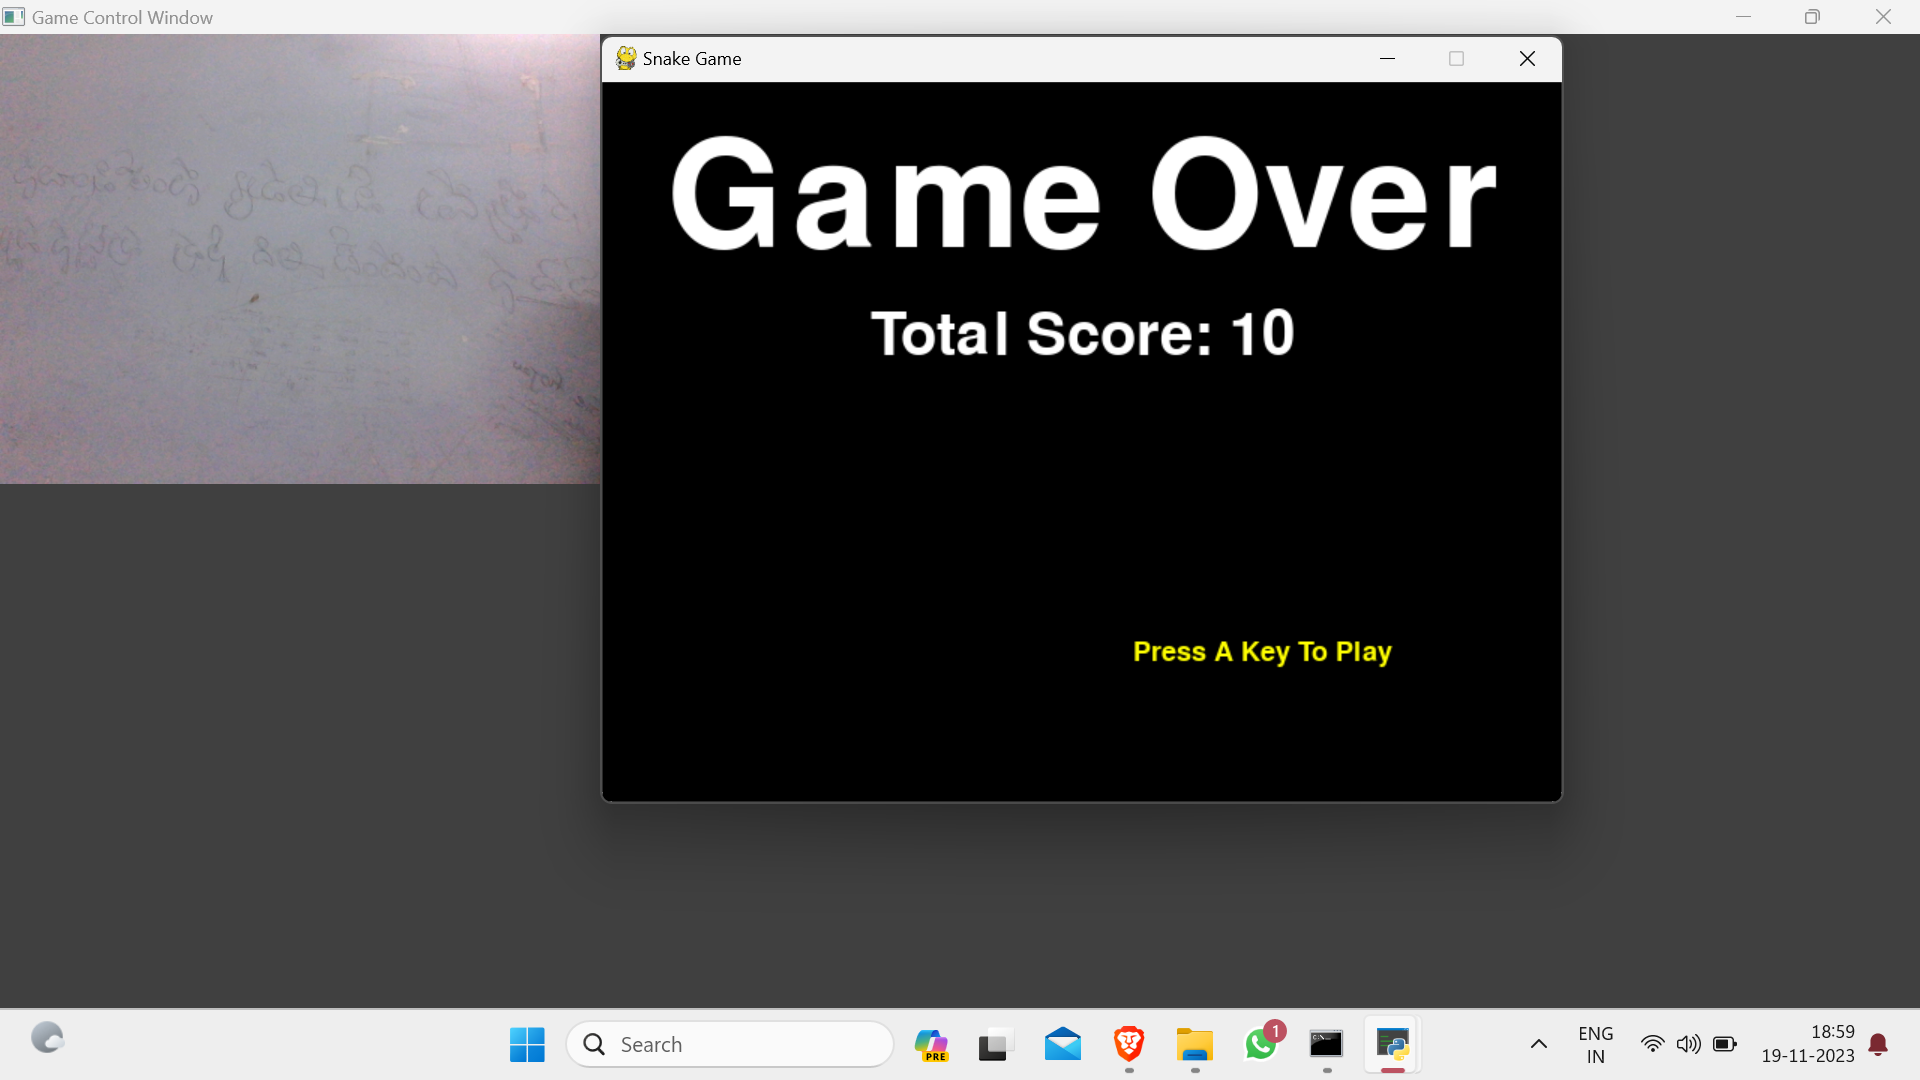 Game Control Window
Snake Game
Game Over
Total Score: 10
Press A Key To Play
Search
PRE
1
ENG
IN
18:59
19-11-2023